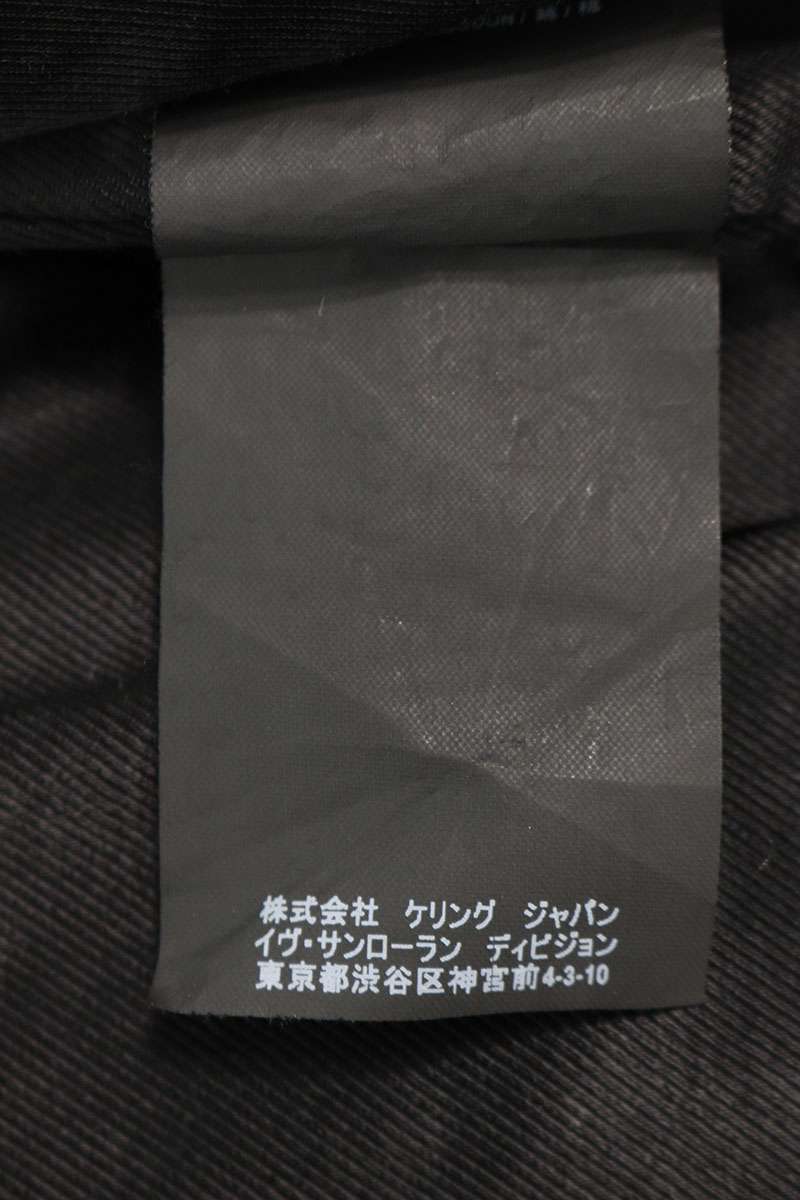 株式会社 ケリング ジャパン
イヴ・サンローラン ディビジョン
東京都渋谷区神宮前4-3-10